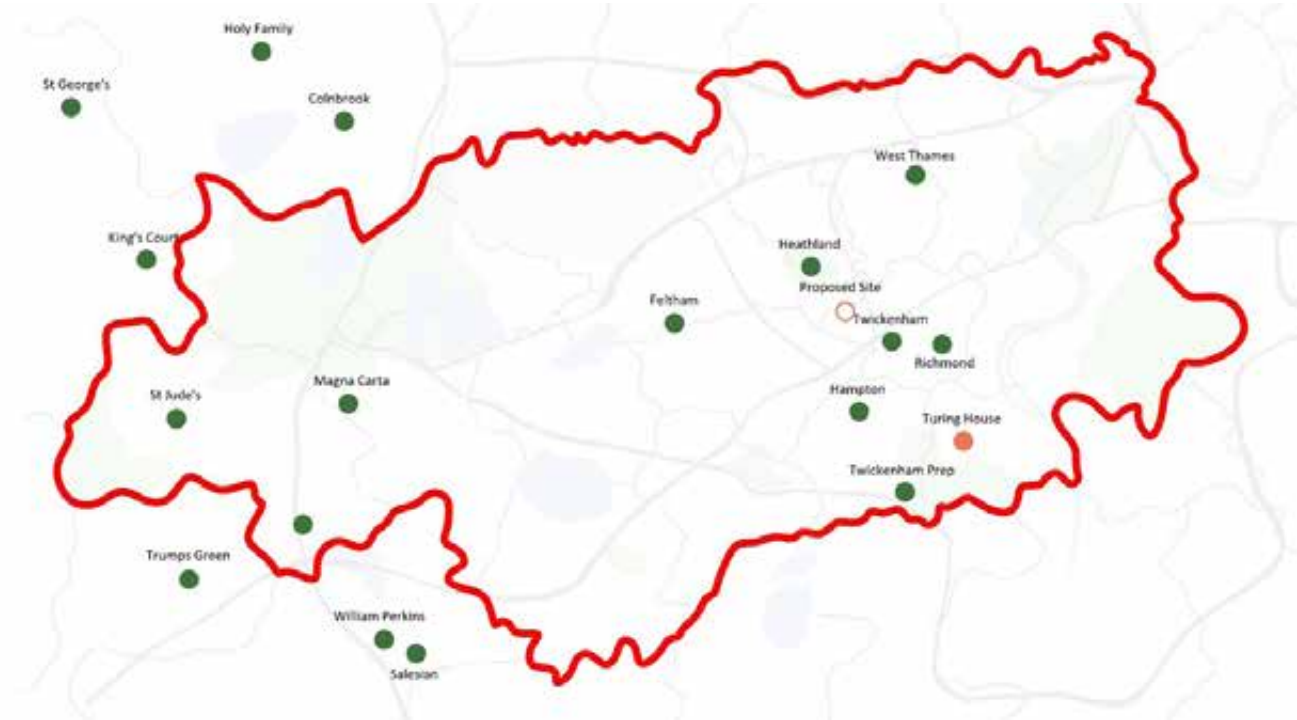 Holy Family
St George's
Colnbrook
West Thames
King's Court
Heathland
Proposed Site
Feltham
Twickenham
Richmond
Magna Carta
Hampton
St Jude's
Turing House
Twickenham Prep
Trumps Green
William Perkins
Salesian